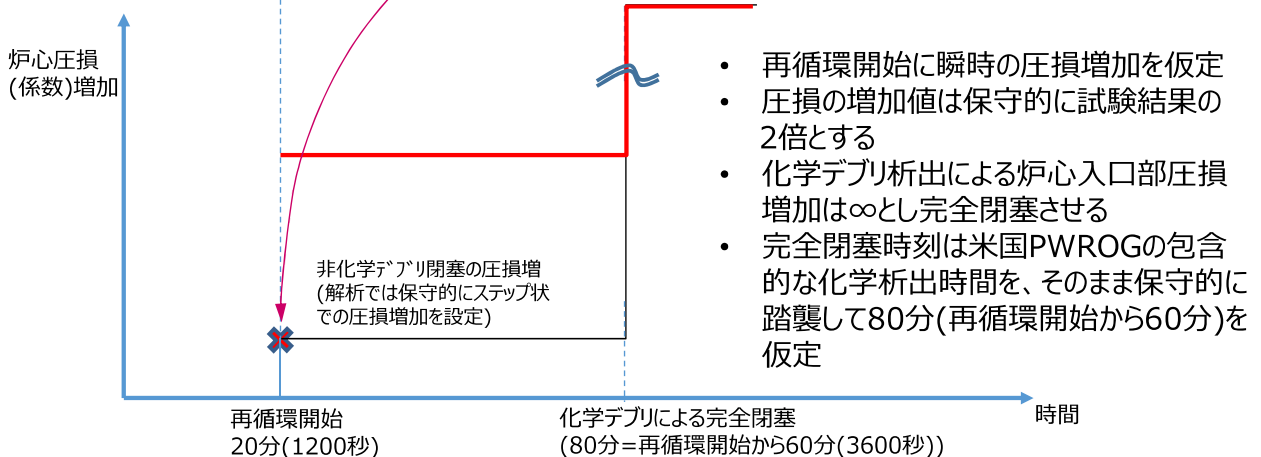 炉心圧損
(係数)増加
非化学ﾃﾞﾌﾞﾘ閉塞の圧損増
(解析では保守的にステップ状
での圧損増加を設定)
再循環開始
20分(1200秒)
化学デブリによる完全閉塞
(80分=再循環開始から60分(3600秒))
時間
• 再循環開始に瞬時の圧損増加を仮定
• 圧損の増加値は保守的に試験結果の
2倍とする
• 化学デブリ析出による炉心入口部圧損
増加は∞とし完全閉塞させる
• 完全閉塞時刻は米国PWROGの包含
的な化学析出時間を、そのまま保守的に
踏襲して80分(再循環開始から60分)を
仮定